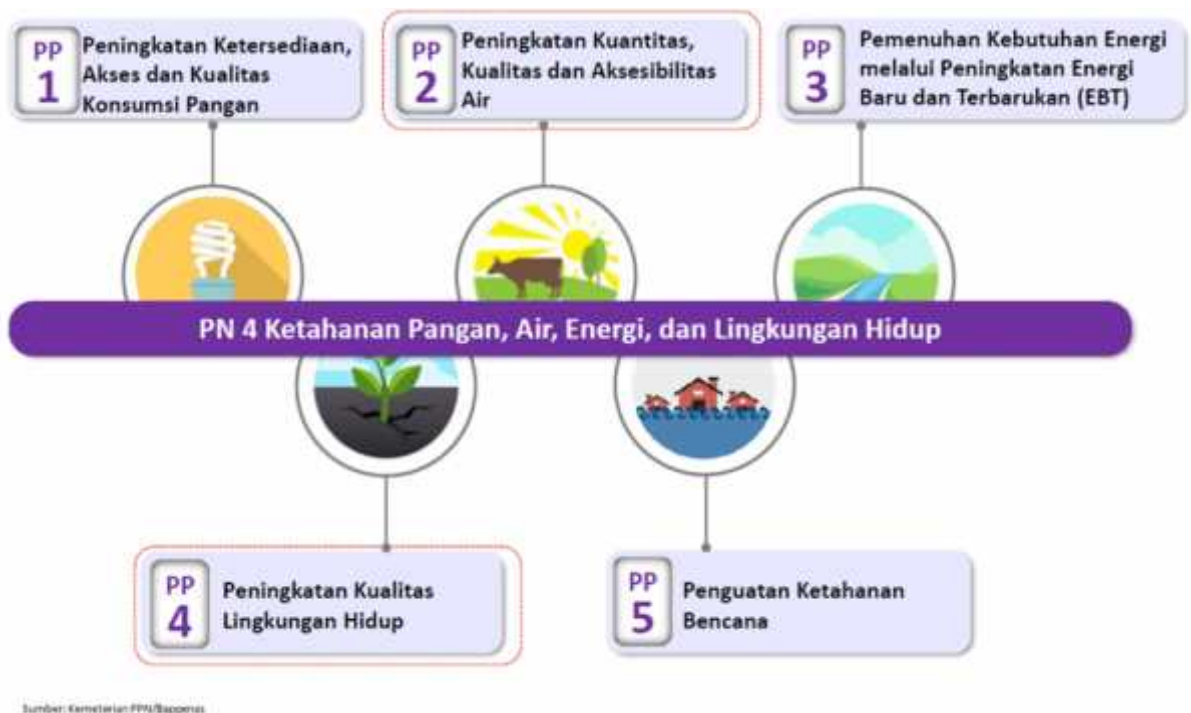 PP
1
Peningkatan Ketersediaan,
Akses dan Kualitas
Konsumsi Pangan
PP
2
Peningkatan Kuantitas,
Kualitas dan Aksesibilitas
Air
PP
3
Pemenuhan Kebutuhan Energi
melalui Peningkatan Energi
Baru dan Terbarukan (EBT)
PN 4 Ketahanan Pangan, Air, Energi, dan Lingkungan Hidup
PP
4
Peningkatan Kualitas
Lingkungan Hidup
PP
5
Penguatan Ketahanan
Bencana
Sumber: Kemeterian PPN/Bappenas